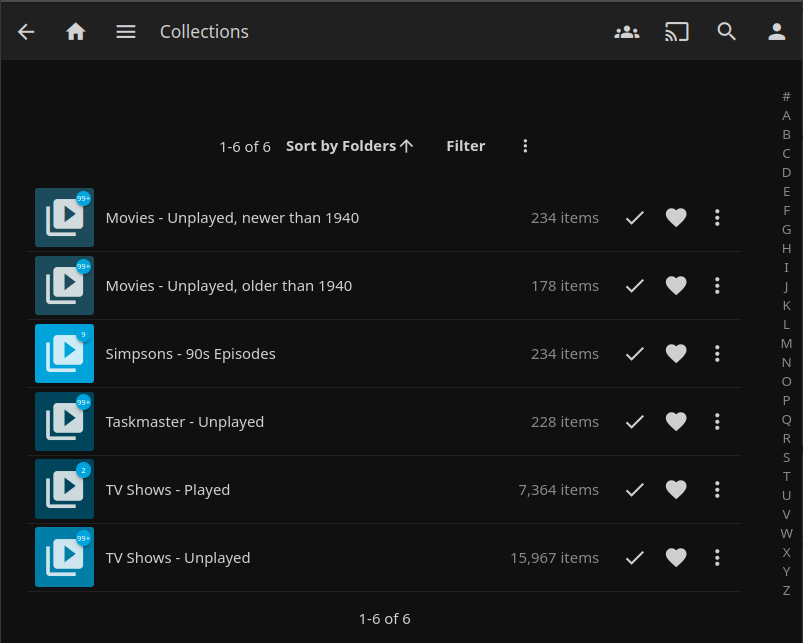 Collections
1-6 of 6 Sort by Folders Filter
99+
Movies - Unplayed, newer than 1940 234 items
99+
Movies - Unplayed, older than 1940 178 items
9
Simpsons - 90s Episodes 234 items
99+
Taskmaster - Unplayed 228 items
2
TV Shows - Played 7,364 items
99+
TV Shows - Unplayed 15,967 items
1-6 of 6
#
A
B
C
D
E
F
G
H
I
J
K
L
M
N
O
P
Q
R
S
T
U
V
W
X
Y
Z